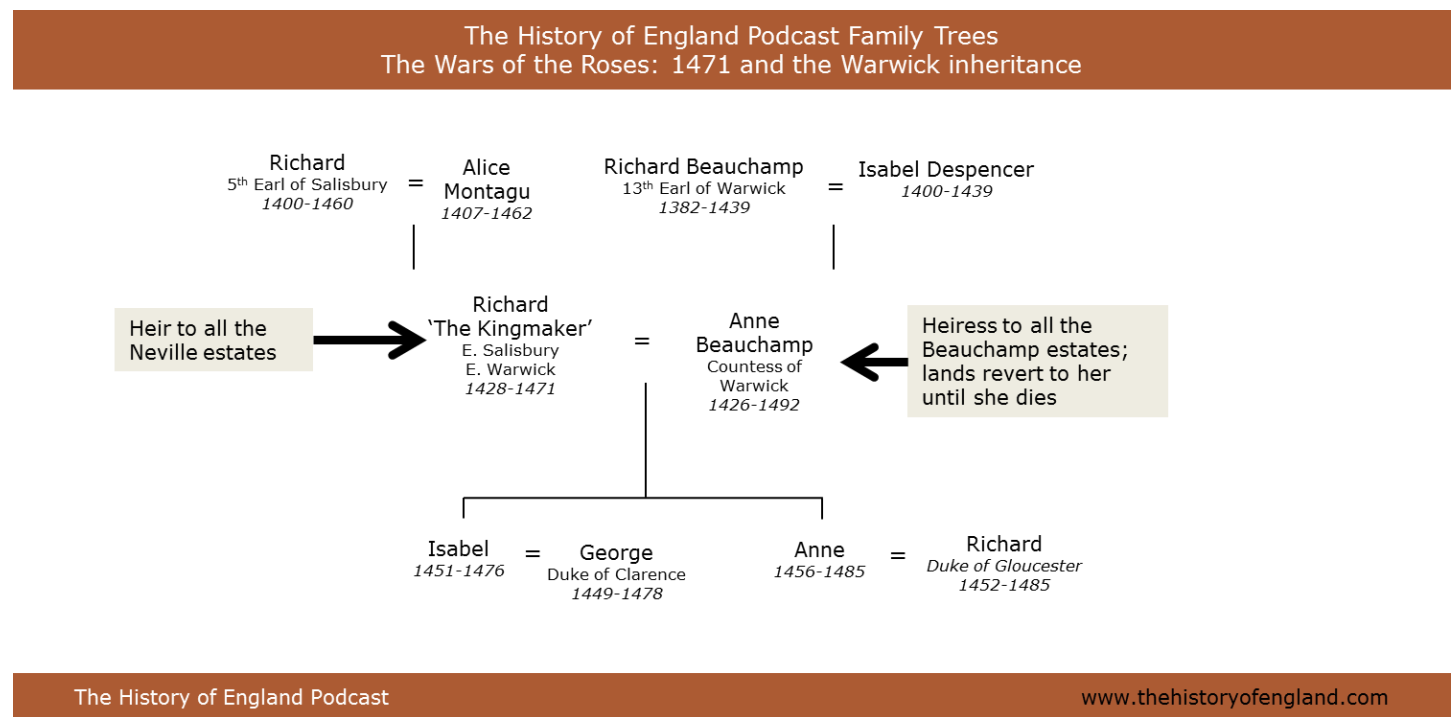 The History of England Podcast Family Trees
The Wars of the Roses: 1471 and the Warwick inheritance
Richard
5th Earl of Salisbury
1400-1460
=
Alice
Montagu
1407-1462
Richard Beauchamp
13th Earl of Warwick
1382-1439
=
Isabel Despencer
1400-1439
Heir to all the
Neville estates
Richard
‘The Kingmaker’
E. Salisbury
E. Warwick
1428-1471
=
Anne
Beauchamp
Countess of
Warwick
1426-1492
Heiress to all the
Beauchamp estates;
lands revert to her
until she dies
Isabel
1451-1476
=
George
Duke of Clarence
1449-1478
Anne
1456-1485
=
Richard
Duke of Gloucester
1452-1485
The History of England Podcast
www.thehistoryofengland.com